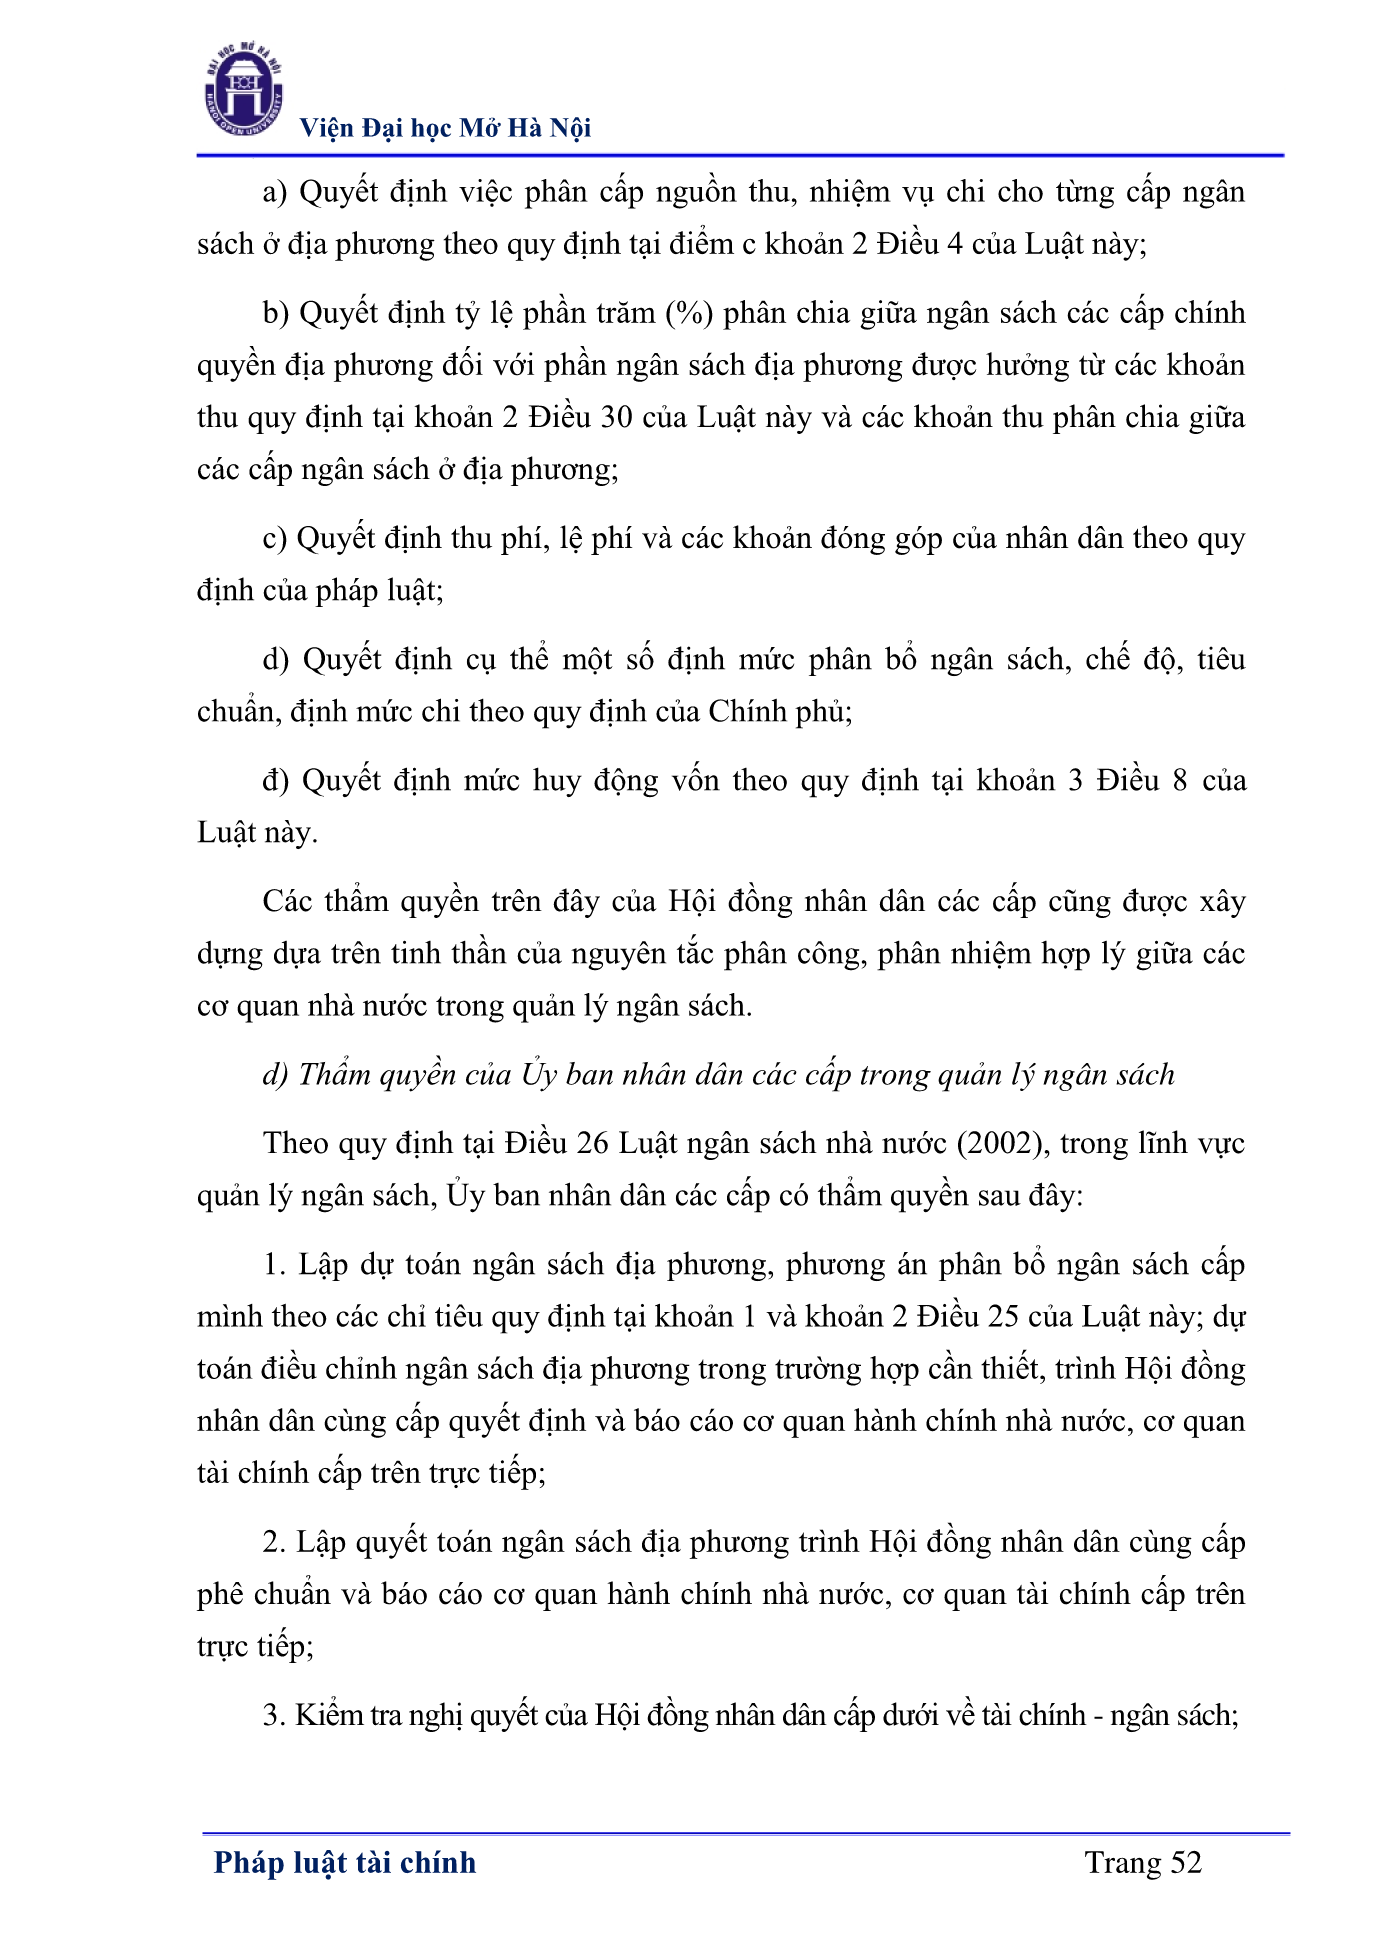 ĐẠI HỌC MỞ HÀ NỘI
HANOI OPEN UNIVERSITY
Viện Đại học Mở Hà Nội
a) Quyết định việc phân cấp nguồn thu, nhiệm vụ chi cho từng cấp ngân
sách ở địa phương theo quy định tại điểm c khoản 2 Điều 4 của Luật này;
b) Quyết định tỷ lệ phần trăm (%) phân chia giữa ngân sách các cấp chính
quyền địa phương đối với phần ngân sách địa phương được hưởng từ các khoản
thu quy định tại khoản 2 Điều 30 của Luật này và các khoản thu phân chia giữa
các cấp ngân sách ở địa phương;
c) Quyết định thu phí, lệ phí và các khoản đóng góp của nhân dân theo quy
định của pháp luật;
d) Quyết định cụ thể một số định mức phân bổ ngân sách, chế độ, tiêu
chuẩn, định mức chi theo quy định của Chính phủ;
đ) Quyết định mức huy động vốn theo quy định tại khoản 3 Điều 8 của
Luật này.
Các thẩm quyền trên đây của Hội đồng nhân dân các cấp cũng được xây
dựng dựa trên tinh thần của nguyên tắc phân công, phân nhiệm hợp lý giữa các
cơ quan nhà nước trong quản lý ngân sách.
d) Thẩm quyền của Ủy ban nhân dân các cấp trong quản lý ngân sách
Theo quy định tại Điều 26 Luật ngân sách nhà nước (2002), trong lĩnh vực
quản lý ngân sách, Ủy ban nhân dân các cấp có thẩm quyền sau đây:
1. Lập dự toán ngân sách địa phương, phương án phân bổ ngân sách cấp
mình theo các chỉ tiêu quy định tại khoản 1 và khoản 2 Điều 25 của Luật này; dự
toán điều chỉnh ngân sách địa phương trong trường hợp cần thiết, trình Hội đồng
nhân dân cùng cấp quyết định và báo cáo cơ quan hành chính nhà nước, cơ quan
tài chính cấp trên trực tiếp;
2. Lập quyết toán ngân sách địa phương trình Hội đồng nhân dân cùng cấp
phê chuẩn và báo cáo cơ quan hành chính nhà nước, cơ quan tài chính cấp trên
trực tiếp;
3. Kiểm tra nghị quyết của Hội đồng nhân dân cấp dưới về tài chính - ngân sách;
Pháp luật tài chính
Trang 52